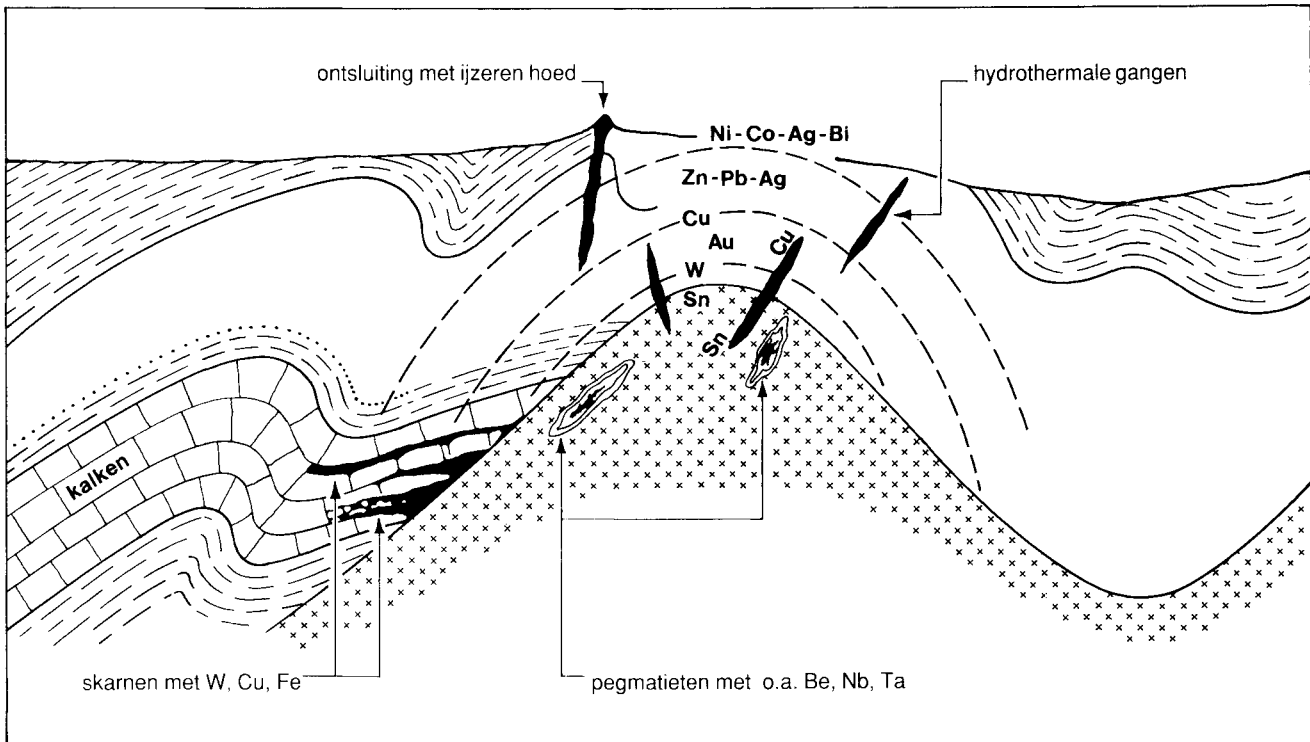 ontsluiting met ijzeren hoed
hydrothermale gangen
Ni-Co-Ag-Bi
Zn-Pb-Ag
Cu
Au
Cu
W
Sn
Sn
kalken
skarnen met W, Cu, Fe
pegmatieten met o.a. Be, Nb, Ta